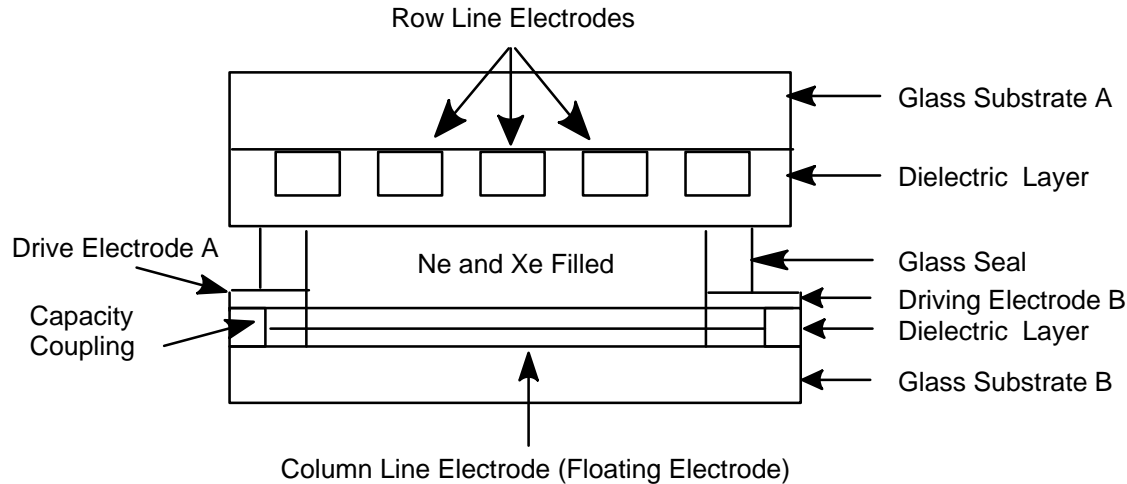 Row Line Electrodes
Glass Substrate A
Dielectric Layer
Drive Electrode A
Ne and Xe Filled
Glass Seal
Driving Electrode B
Capacity
Coupling
Dielectric Layer
Glass Substrate B
Column Line Electrode (Floating Electrode)